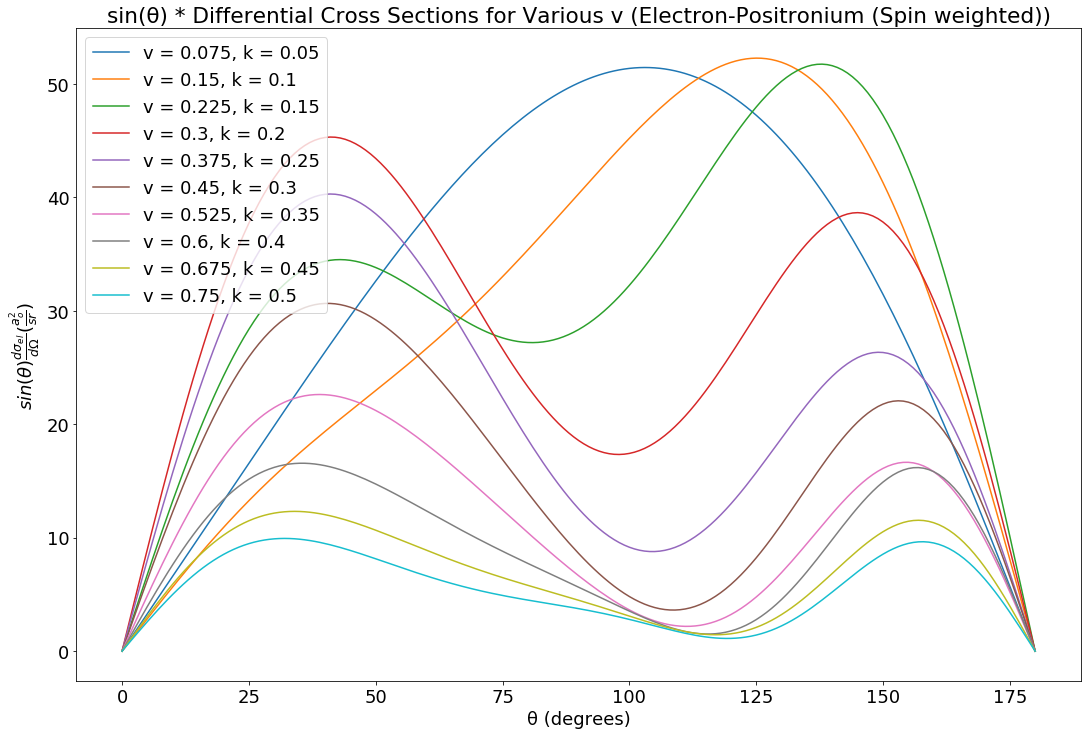 sin(θ) * Differential Cross Sections for Various v (Electron-Positronium (Spin weighted))
v = 0.075, k = 0.05
v = 0.15, k = 0.1
v = 0.225, k = 0.15
v = 0.3, k = 0.2
v = 0.375, k = 0.25
v = 0.45, k = 0.3
v = 0.525, k = 0.35
v = 0.6, k = 0.4
v = 0.675, k = 0.45
v = 0.75, k = 0.5
50
40
30
20
10
0
sin(θ) dσ_el/dΩ (a_o^2/sr)
0 25 50 75 100 125 150 175
θ (degrees)